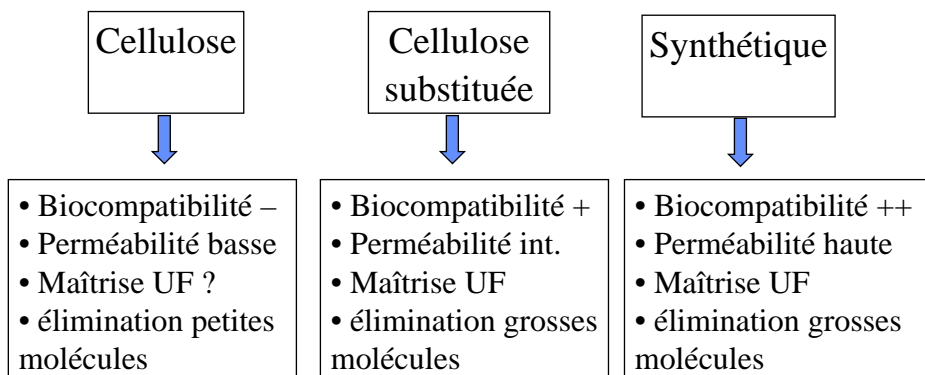 Cellulose
Cellulose
substituée
Synthétique
• Biocompatibilité –
• Perméabilité basse
• Maîtrise UF ?
• élimination petites
molécules
• Biocompatibilité +
• Perméabilité int.
• Maîtrise UF
• élimination grosses
molécules
• Biocompatibilité ++
• Perméabilité haute
• Maîtrise UF
• élimination grosses
molécules